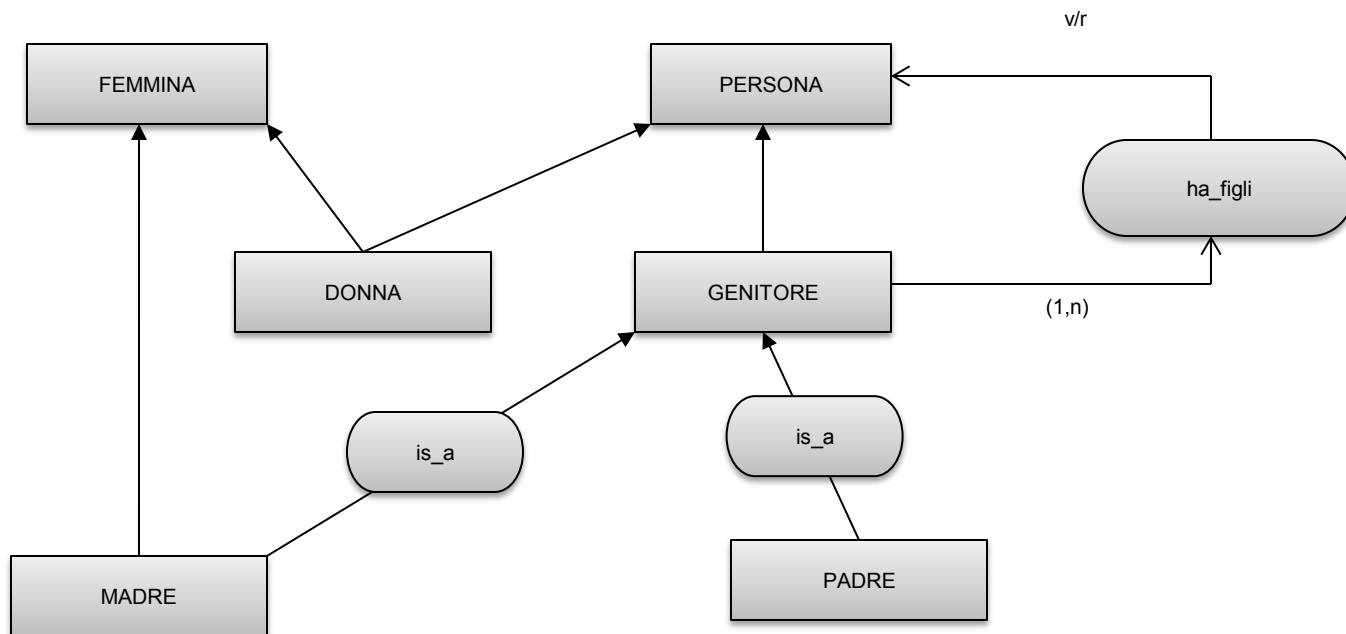 v/r
FEMMINA
PERSONA
ha_figli
DONNA
GENITORE
(1,n)
is_a
is_a
MADRE
PADRE